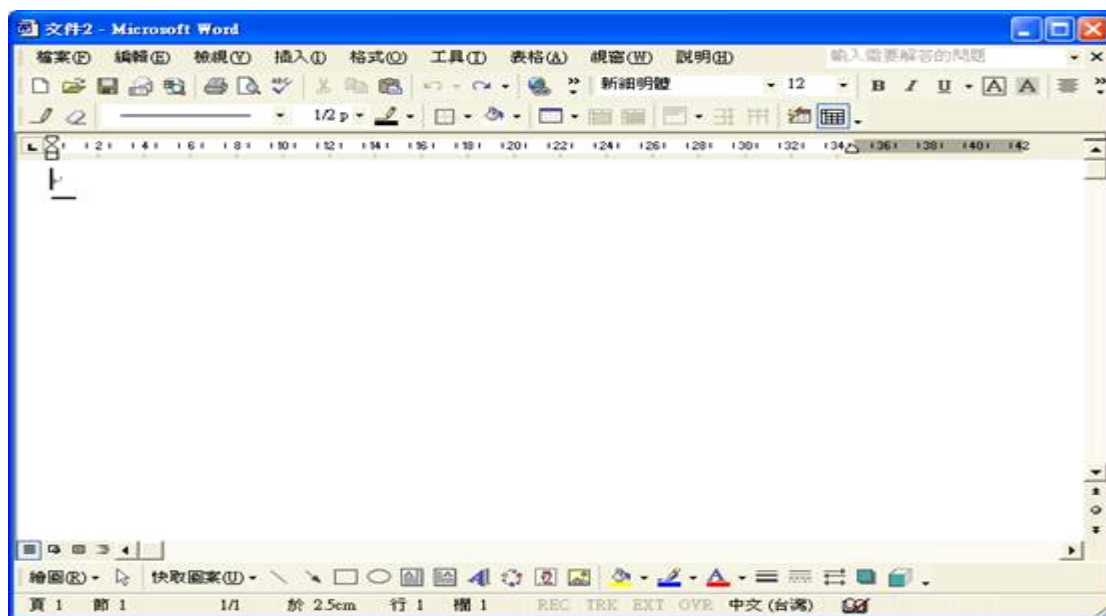 文件2 - Microsoft Word
檔案(F) 編輯(E) 檢視(V) 插入(I) 格式(O) 工具(T) 表格(A) 視窗(W) 說明(H) 輸入需要解答的問題
新細明體 12 B I U A A
1/2 p
2 4 6 8 10 12 14 16 18 20 22 24 26 28 30 32 34 36 38 40 42
繪圖(R) 快取圖案(U) A A
頁 1 節 1 1/1 於 2.5cm 行 1 欄 1 REC TRK EXT OVR 中文 (台灣)